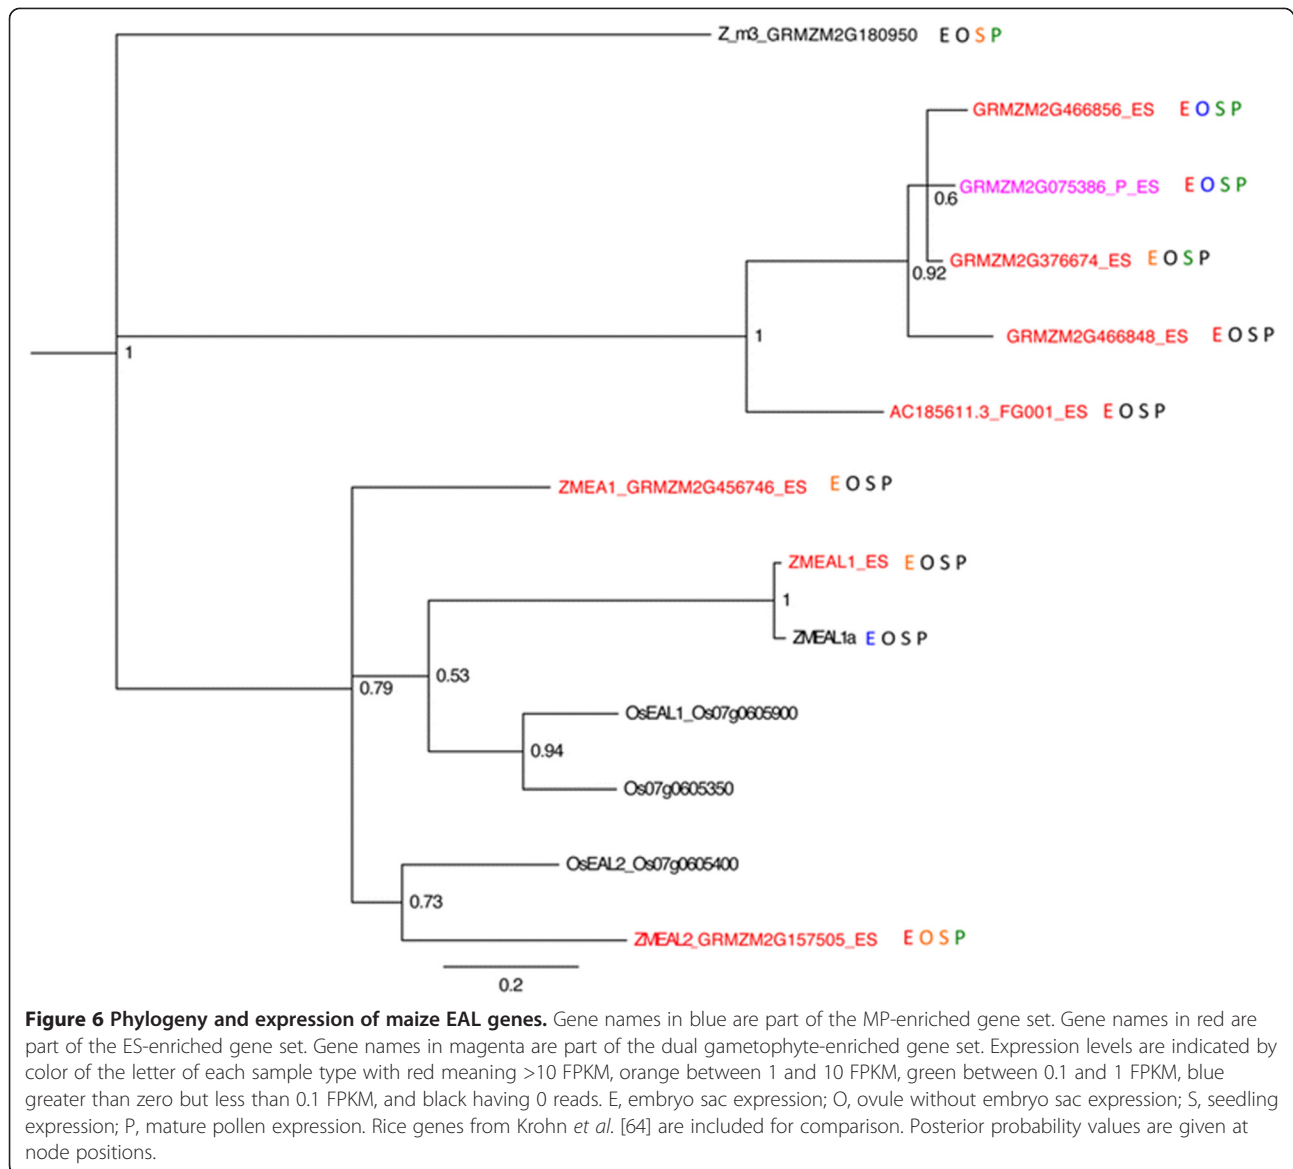 Z_m3_GRMZM2G180950 E O S P
GRMZM2G466856_ES E O S P
GRMZM2G075386_P_ES E O S P
0.6
GRMZM2G376674_ES E O S P
0.92
GRMZM2G466848_ES E O S P
1
1
AC185611.3_FG001_ES E O S P
ZMEA1_GRMZM2G456746_ES E O S P
ZMEAL1_ES E O S P
1
ZMEAL1a E O S P
0.53
0.79
OsEAL1_Os07g0605900
0.94
Os07g0605350
OsEAL2_Os07g0605400
0.73
ZMEAL2_GRMZM2G157505_ES E O S P
0.2
Figure 6 Phylogeny and expression of maize EAL genes. Gene names in blue are part of the MP-enriched gene set. Gene names in red are
part of the ES-enriched gene set. Gene names in magenta are part of the dual gametophyte-enriched gene set. Expression levels are indicated by
color of the letter of each sample type with red meaning >10 FPKM, orange between 1 and 10 FPKM, green between 0.1 and 1 FPKM, blue
greater than zero but less than 0.1 FPKM, and black having 0 reads. E, embryo sac expression; O, ovule without embryo sac expression; S, seedling
expression; P, mature pollen expression. Rice genes from Krohn et al. [64] are included for comparison. Posterior probability values are given at
node positions.